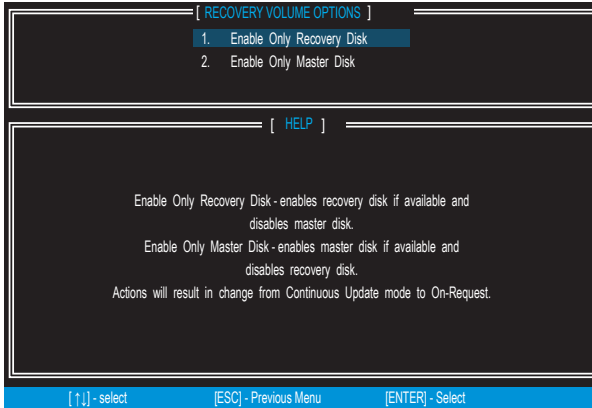 [ RECOVERY VOLUME OPTIONS ]
1. Enable Only Recovery Disk
2. Enable Only Master Disk
[ HELP ]
Enable Only Recovery Disk - enables recovery disk if available and
disables master disk.
Enable Only Master Disk - enables master disk if available and
disables recovery disk.
Actions will result in change from Continuous Update mode to On-Request.
[↑↓] - select [ESC] - Previous Menu [ENTER] - Select